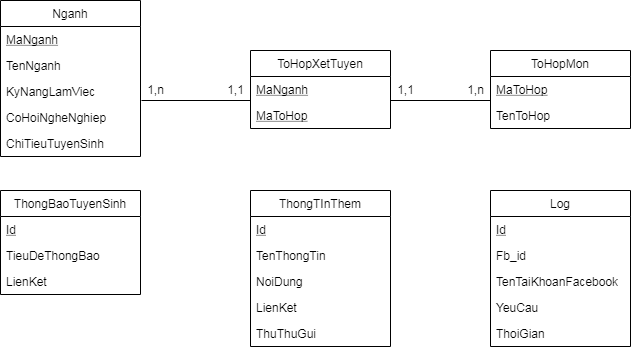 Nganh
MaNganh
TenNganh
KyNangLamViec
CoHoiNgheNghiep
ChiTieuTuyenSinh
1,n
1,1
ToHopXetTuyen
MaNganh
MaToHop
1,1
1,n
ToHopMon
MaToHop
TenToHop
ThongBaoTuyenSinh
Id
TieuDeThongBao
LienKet
ThongTInThem
Id
TenThongTin
NoiDung
LienKet
ThuThuGui
Log
Id
Fb_id
TenTaiKhoanFacebook
YeuCau
ThoiGian